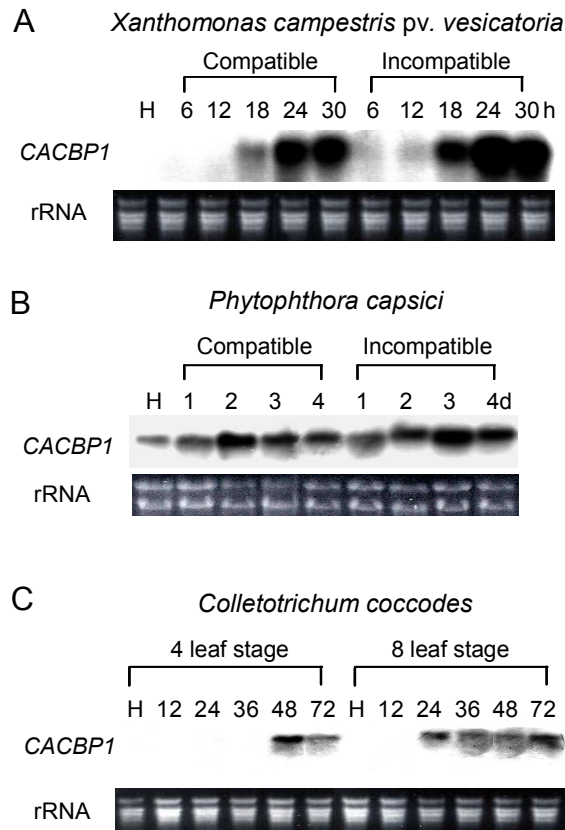 A
Xanthomonas campestris pv. vesicatoria
Compatible Incompatible
H 6 12 18 24 30 6 12 18 24 30 h
CACBP1
rRNA
B
Phytophthora capsici
Compatible Incompatible
H 1 2 3 4 1 2 3 4d
CACBP1
rRNA
C
Colletotrichum coccodes
4 leaf stage 8 leaf stage
H 12 24 36 48 72 H 12 24 36 48 72
CACBP1
rRNA